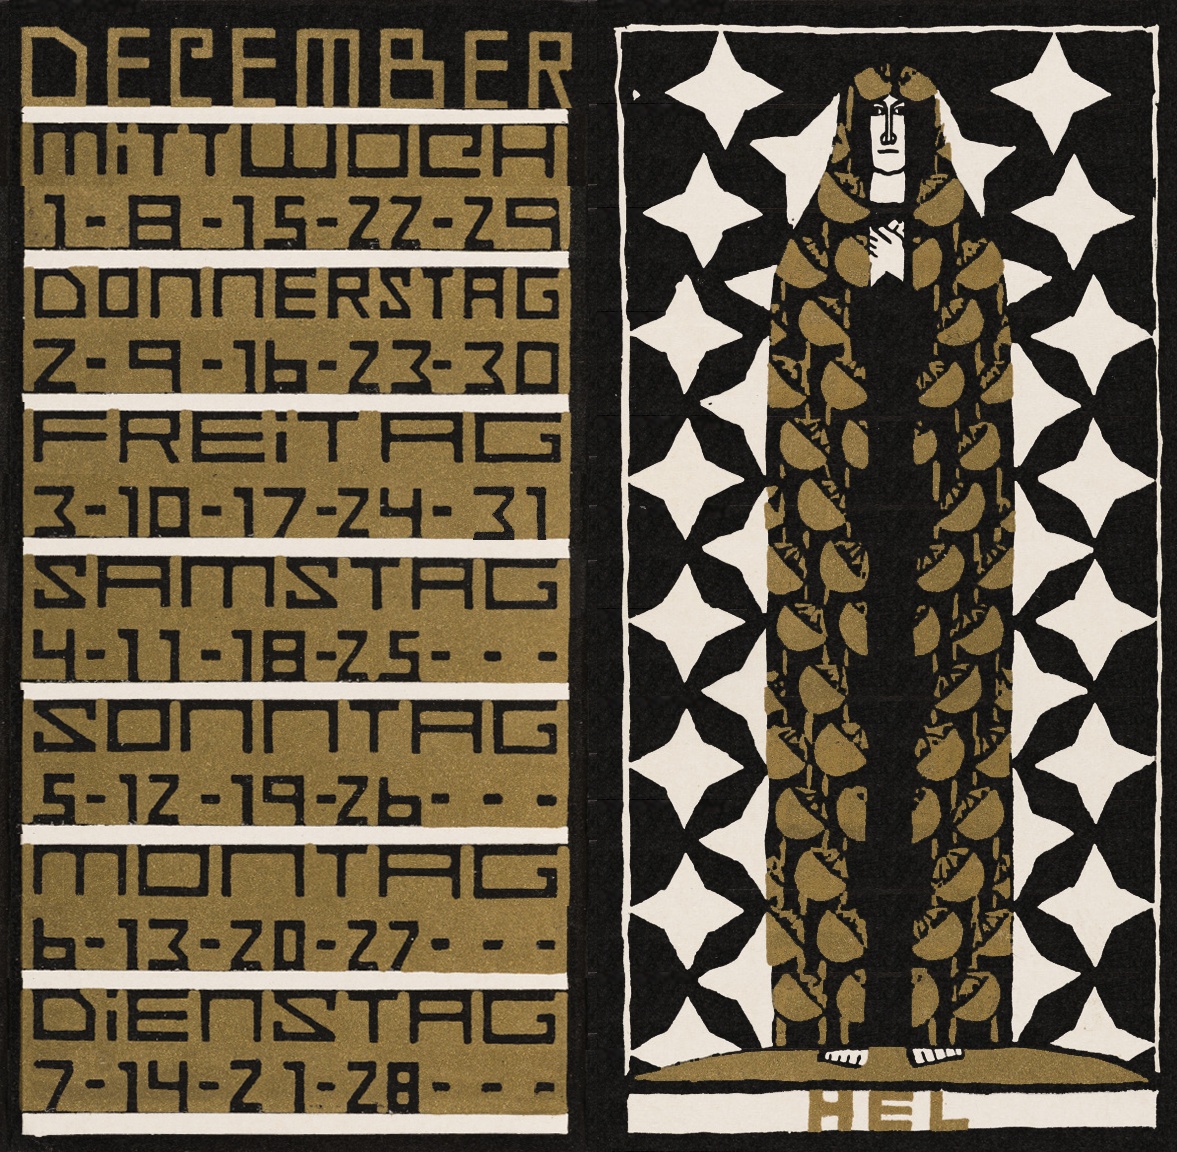 DECEMBER
MiTTWOCH
1-8-15-22-29
DONNERSTAG
2-9-16-23-30
FREiTAG
3-10-17-24-31
SAMSTAG
4-11-18-25- - -
SONNTAG
5-12-19-26- - -
MONTAG
6-13-20-27- - -
DiENSTAG
7-14-21-28- - -
HEL